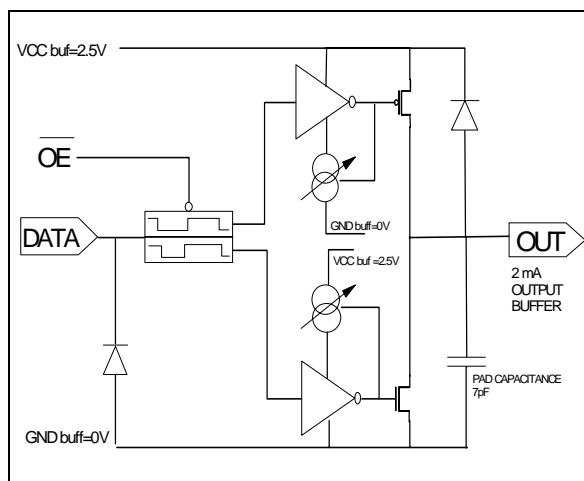 VCC buf=2.5V
OE
DATA
GND buff=0V
VCC buf=2.5V
OUT
2 mA
OUTPUT
BUFFER
PAD CAPACITANCE
7pF
GND buff=0V